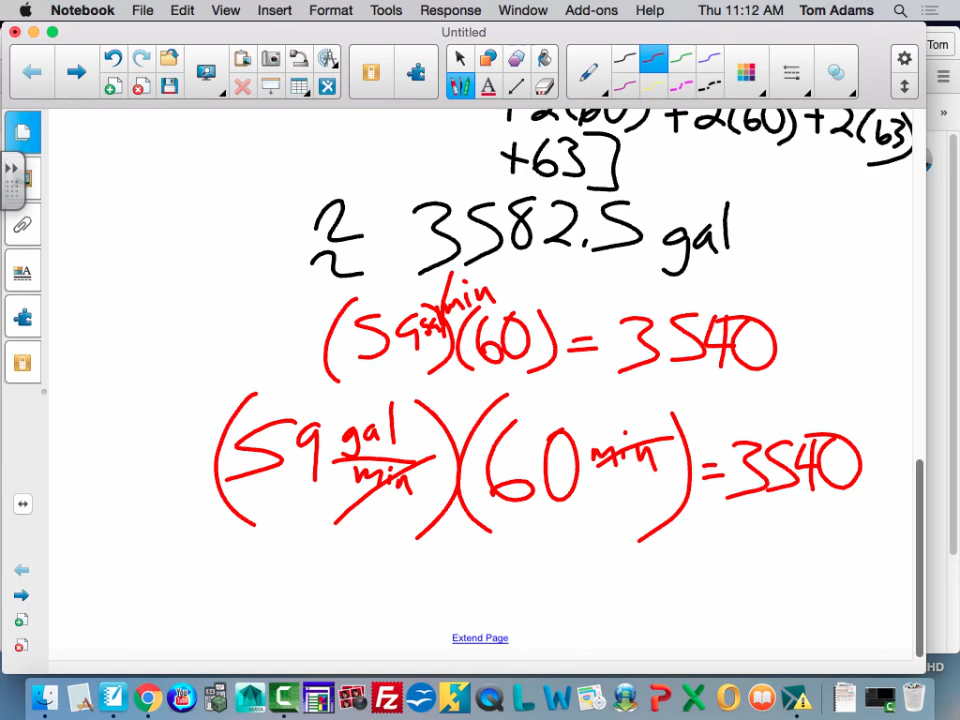 Notebook File Edit View Insert Format Tools Response Window Add-ons Help Thu 11:12 AM Tom Adams
Untitled
Tom
+2(60) +2(60)+2(63)
+63]
≈ 3582.5 gal
(59 gal/min)(60) = 3540
(59 gal/min)(60 min) = 3540
Extend Page
HD